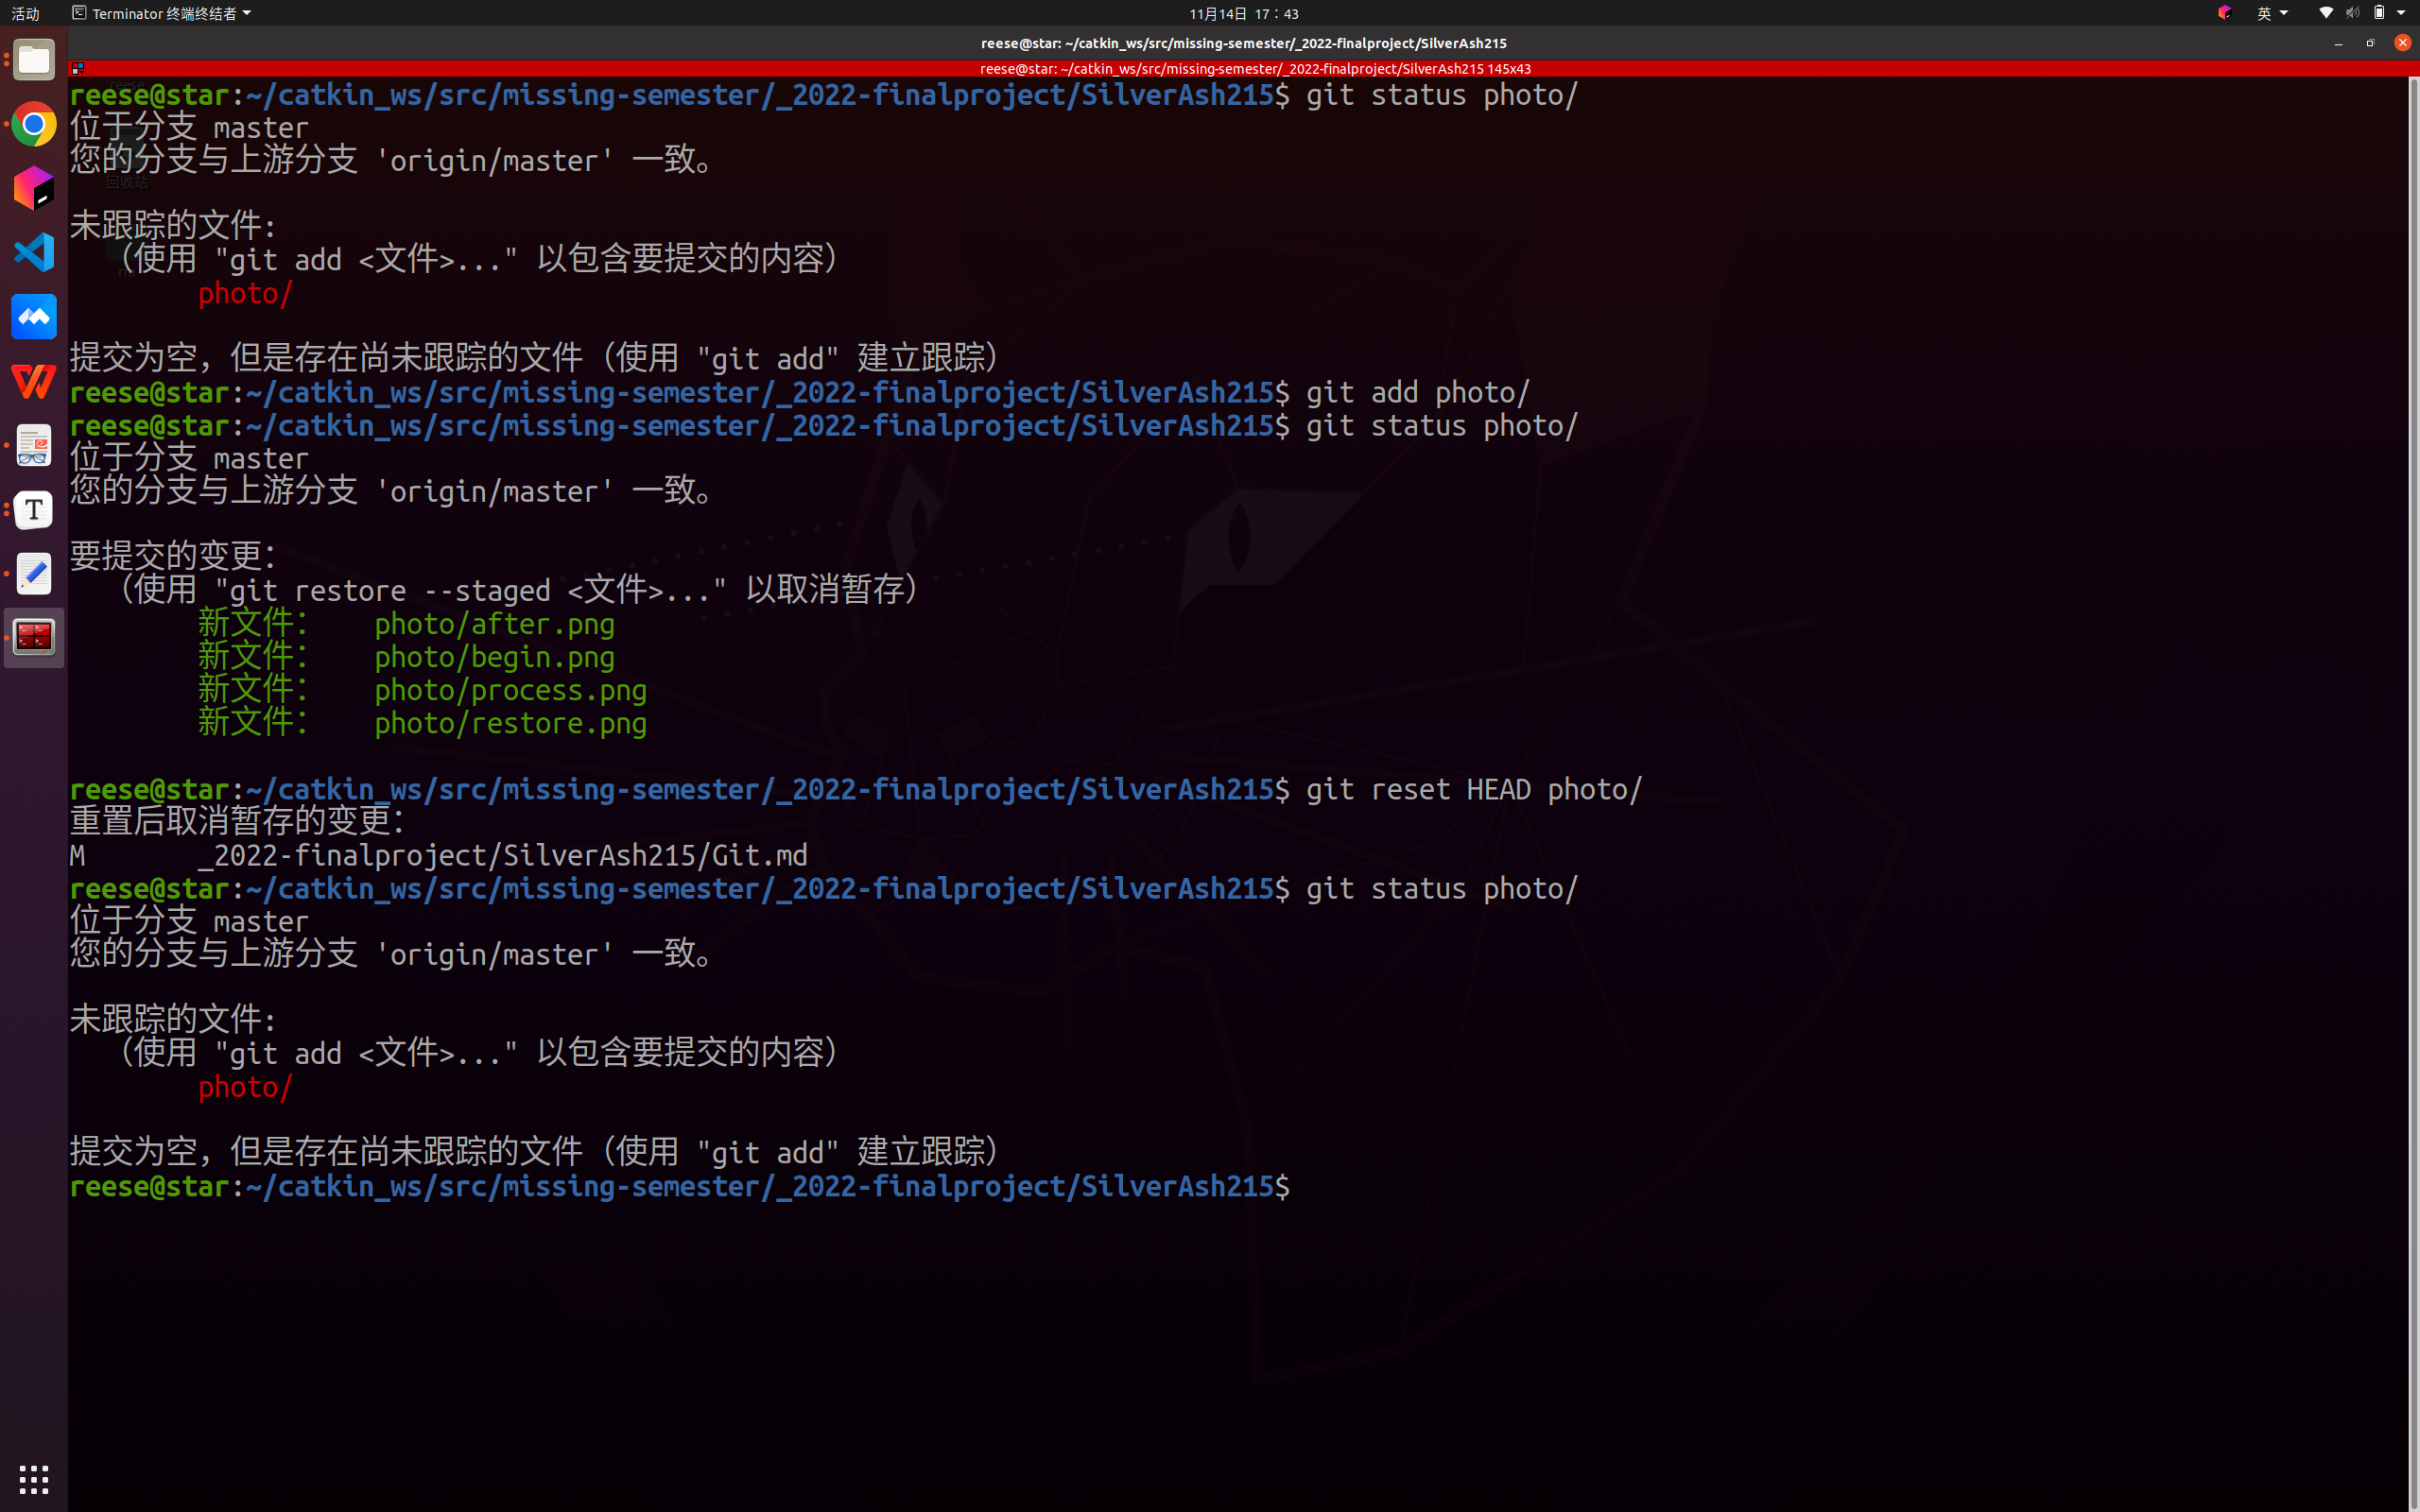 活动
Terminator 终端终结者
11月14日 17：43
英
reese@star: ~/catkin_ws/src/missing-semester/_2022-finalproject/SilverAsh215
reese@star: ~/catkin_ws/src/missing-semester/_2022-finalproject/SilverAsh215 145x43
reese@star:~/catkin_ws/src/missing-semester/_2022-finalproject/SilverAsh215$ git status photo/
位于分支 master
您的分支与上游分支 'origin/master' 一致。
回收站
未跟踪的文件:
（使用 "git add <文件>..." 以包含要提交的内容）
photo/
提交为空，但是存在尚未跟踪的文件（使用 "git add" 建立跟踪）
reese@star:~/catkin_ws/src/missing-semester/_2022-finalproject/SilverAsh215$ git add photo/
reese@star:~/catkin_ws/src/missing-semester/_2022-finalproject/SilverAsh215$ git status photo/
位于分支 master
您的分支与上游分支 'origin/master' 一致。
要提交的变更：
（使用 "git restore --staged <文件>..." 以取消暂存）
新文件： photo/after.png
新文件： photo/begin.png
新文件： photo/process.png
新文件： photo/restore.png
reese@star:~/catkin_ws/src/missing-semester/_2022-finalproject/SilverAsh215$ git reset HEAD photo/
重置后取消暂存的变更：
M _2022-finalproject/SilverAsh215/Git.md
reese@star:~/catkin_ws/src/missing-semester/_2022-finalproject/SilverAsh215$ git status photo/
位于分支 master
您的分支与上游分支 'origin/master' 一致。
未跟踪的文件:
（使用 "git add <文件>..." 以包含要提交的内容）
photo/
提交为空，但是存在尚未跟踪的文件（使用 "git add" 建立跟踪）
reese@star:~/catkin_ws/src/missing-semester/_2022-finalproject/SilverAsh215$